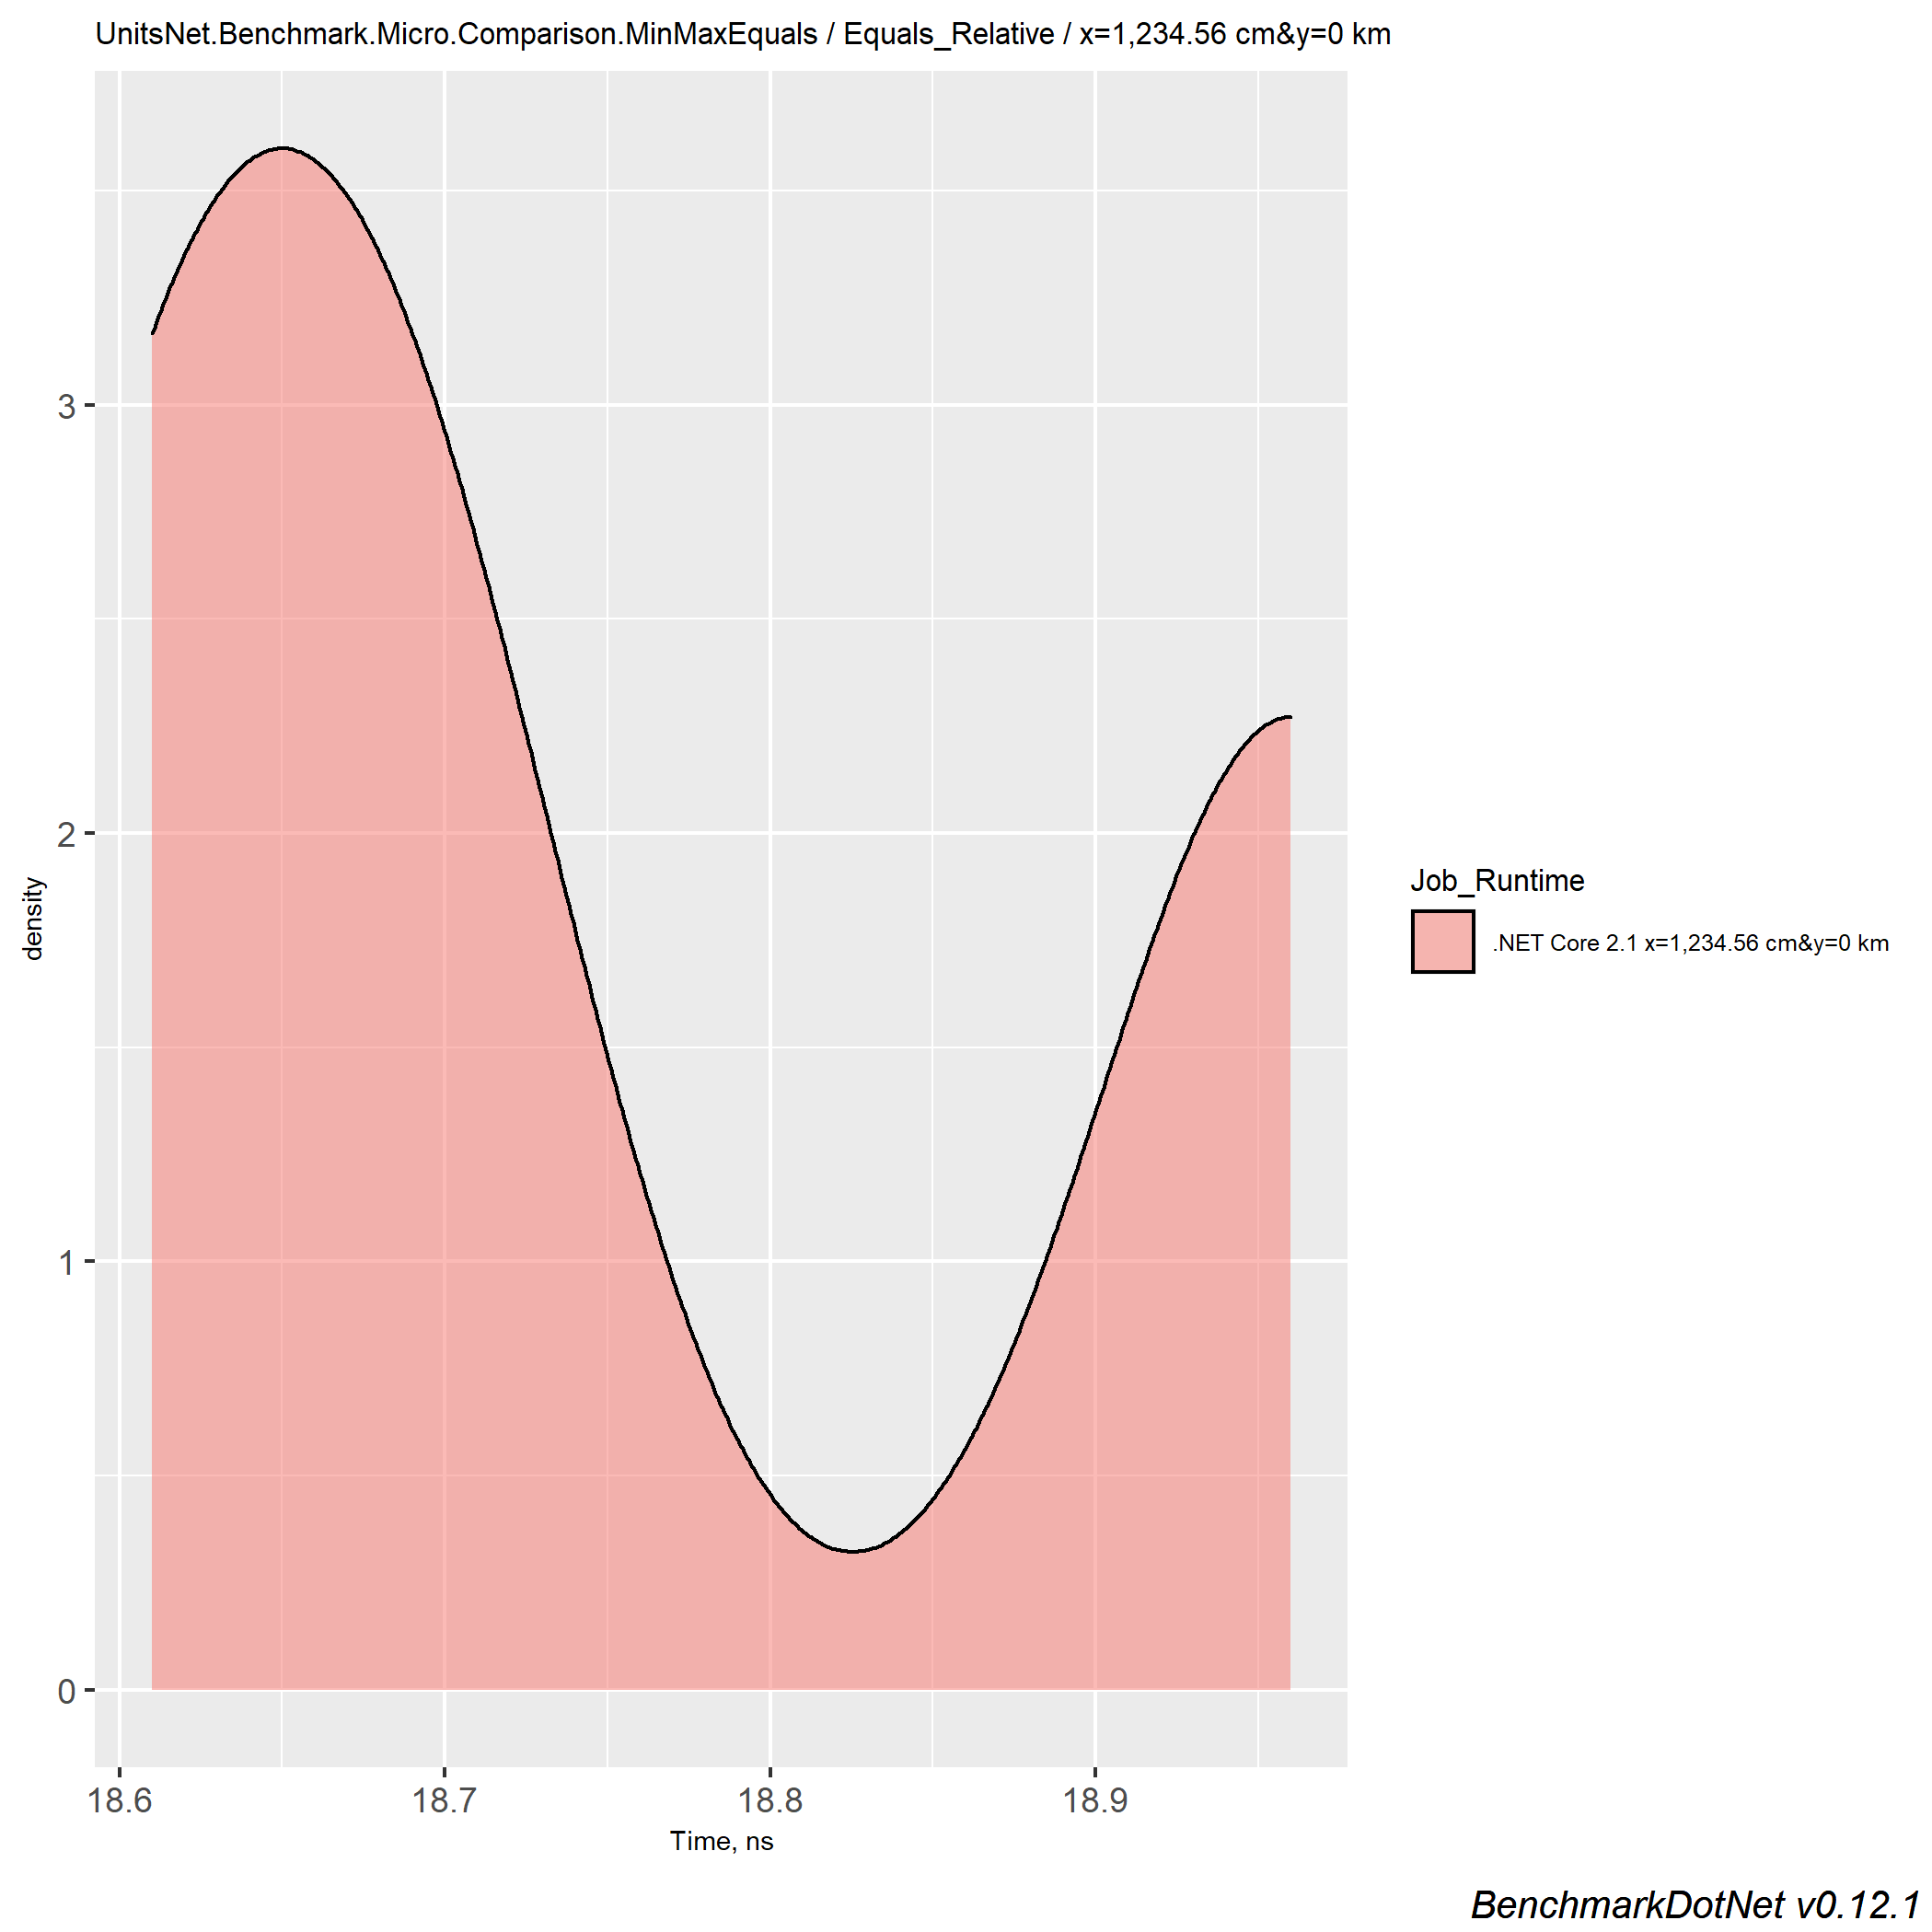 UnitsNet.Benchmark.Micro.Comparison.MinMaxEquals / Equals_Relative / x=1,234.56 cm&y=0 km
3
2
1
0
density
18.6 18.7 18.8 18.9
Time, ns
Job_Runtime
.NET Core 2.1 x=1,234.56 cm&y=0 km
BenchmarkDotNet v0.12.1